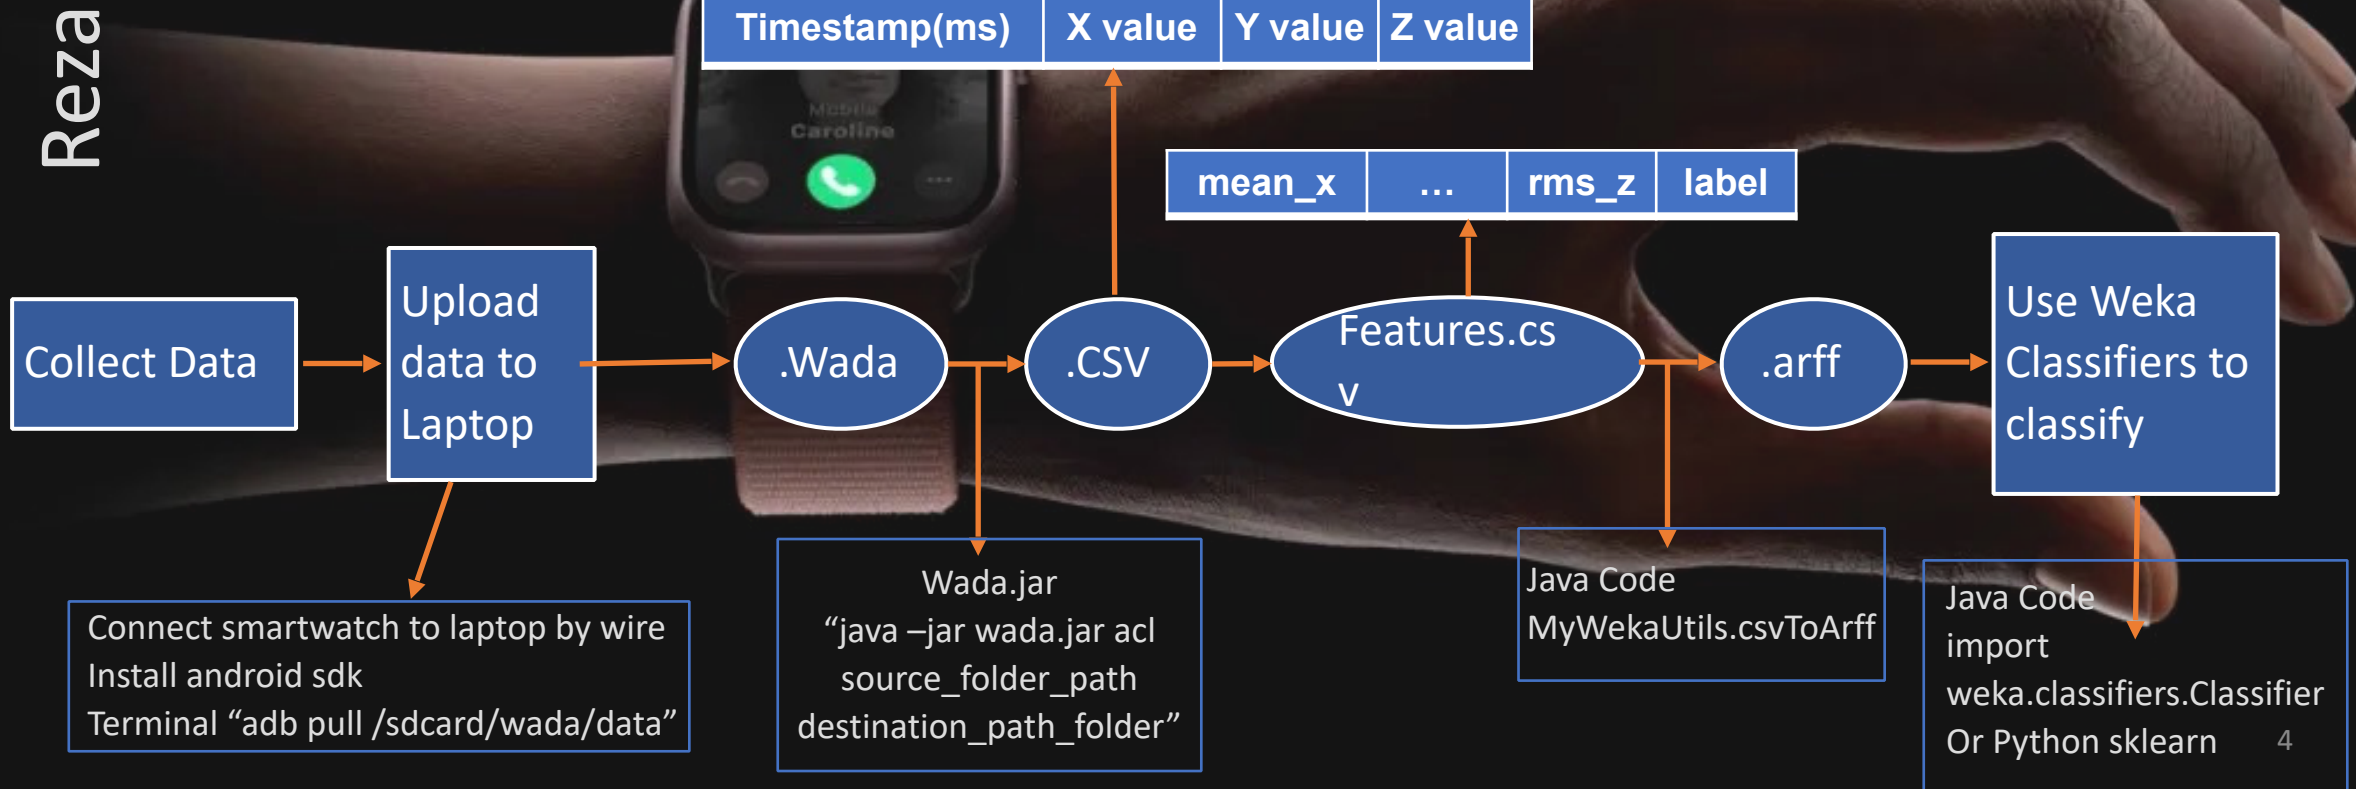 Reza
Timestamp(ms) X value Y value Z value
Mobile
Caroline
mean_x ... rms_z label
Collect Data
Upload
data to
Laptop
.Wada
.CSV
Features.cs
v
.arff
Use Weka
Classifiers to
classify
Connect smartwatch to laptop by wire
Install android sdk
Terminal “adb pull /sdcard/wada/data”
Wada.jar
“java –jar wada.jar acl
source_folder_path
destination_path_folder”
Java Code
MyWekaUtils.csvToArff
Java Code
import
weka.classifiers.Classifier
Or Python sklearn
4